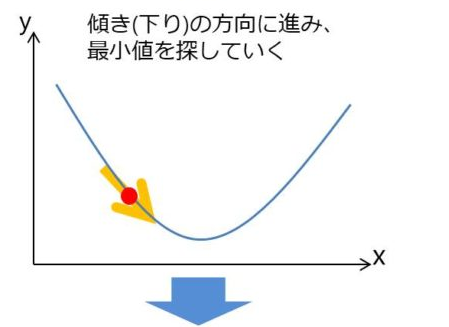 y
傾き(下り)の方向に進み、
最小値を探していく
x